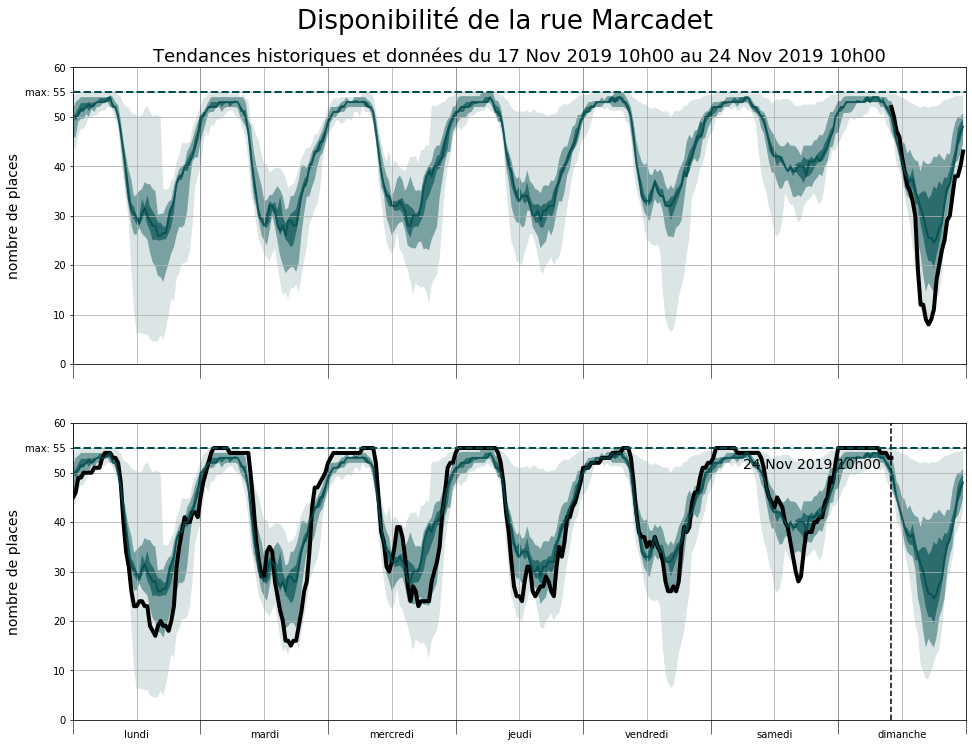 Disponibilité de la rue Marcadet
Tendances historiques et données du 17 Nov 2019 10h00 au 24 Nov 2019 10h00
60
max: 55
50
40
30
20
10
0
nombre de places
60
max: 55
50
40
30
20
10
0
nombre de places
24 Nov 2019 10h00
lundi mardi mercredi jeudi vendredi samedi dimanche